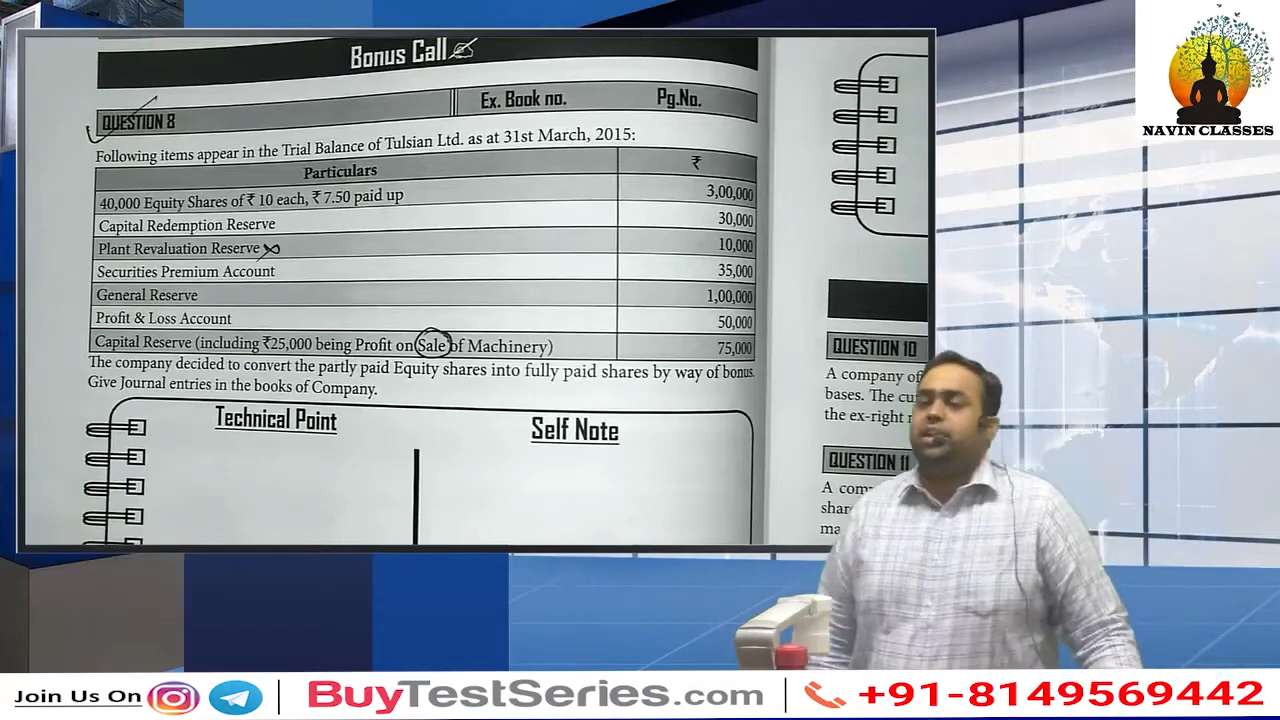 Bonus Call
QUESTION 8
Ex. Book no.
Pg.No.
Following items appear in the Trial Balance of Tulsian Ltd. as at 31st March, 2015:
Particulars ₹
40,000 Equity Shares of ₹ 10 each, ₹ 7.50 paid up 3,00,000
Capital Redemption Reserve 30,000
Plant Revaluation Reserve 10,000
Securities Premium Account 35,000
General Reserve 1,00,000
Profit & Loss Account 50,000
Capital Reserve (including ₹25,000 being Profit on Sale of Machinery) 75,000
The company decided to convert the partly paid Equity shares into fully paid shares by way of bonus.
Give Journal entries in the books of Company.
Technical Point
Self Note
QUESTION 10
A company of
bases. The cu
the ex-right
QUESTION 11
A com
shar
ma
NAVIN CLASSES
Join Us On
BuyTestSeries.com
+91-8149569442